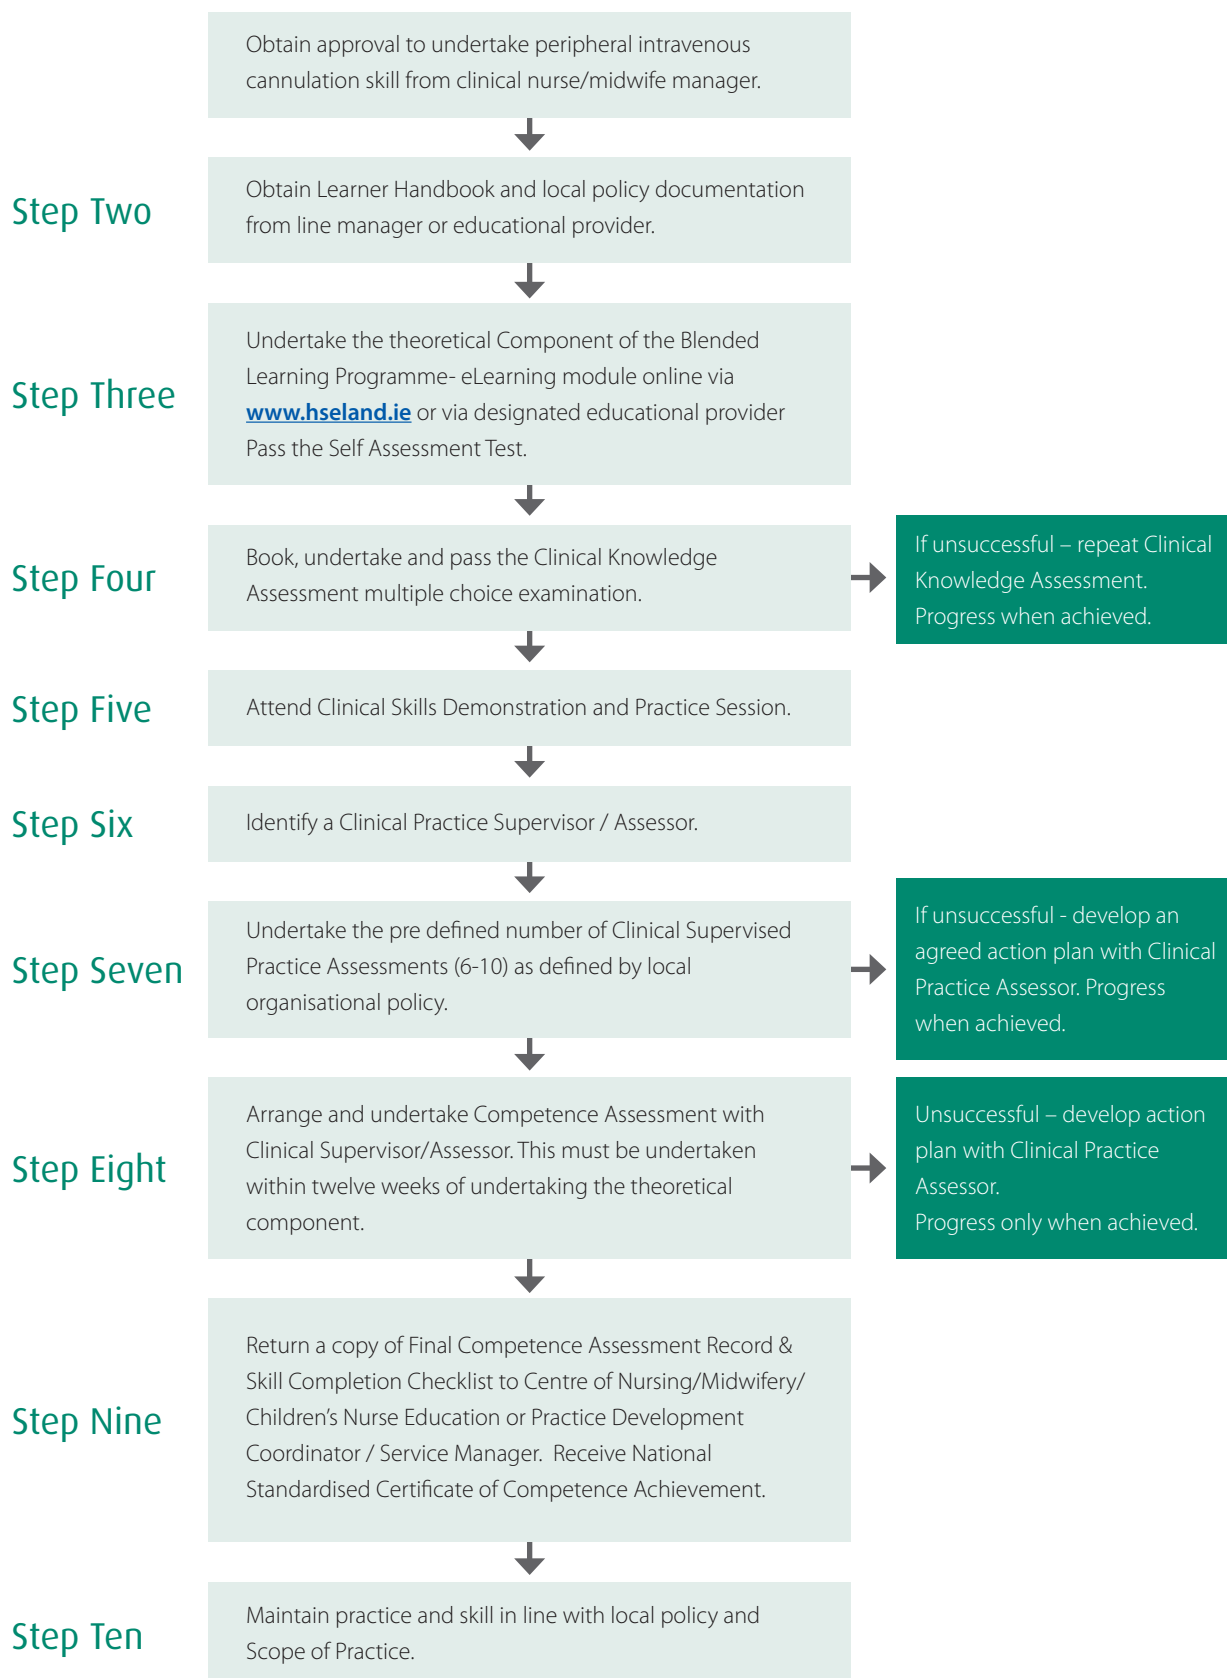 Obtain approval to undertake peripheral intravenous
cannulation skill from clinical nurse/midwife manager.
Step Two
Obtain Learner Handbook and local policy documentation
from line manager or educational provider.
Step Three
Undertake the theoretical Component of the Blended
Learning Programme- eLearning module online via
www.hseland.ie or via designated educational provider
Pass the Self Assessment Test.
Step Four
Book, undertake and pass the Clinical Knowledge
Assessment multiple choice examination.
If unsuccessful – repeat Clinical
Knowledge Assessment.
Progress when achieved.
Step Five
Attend Clinical Skills Demonstration and Practice Session.
Step Six
Identify a Clinical Practice Supervisor / Assessor.
Step Seven
Undertake the pre defined number of Clinical Supervised
Practice Assessments (6-10) as defined by local
organisational policy.
If unsuccessful - develop an
agreed action plan with Clinical
Practice Assessor. Progress
when achieved.
Step Eight
Arrange and undertake Competence Assessment with
Clinical Supervisor/Assessor. This must be undertaken
within twelve weeks of undertaking the theoretical
component.
Unsuccessful – develop action
plan with Clinical Practice
Assessor.
Progress only when achieved.
Step Nine
Return a copy of Final Competence Assessment Record &
Skill Completion Checklist to Centre of Nursing/Midwifery/
Children’s Nurse Education or Practice Development
Coordinator / Service Manager.  Receive National
Standardised Certificate of Competence Achievement.
Step Ten
Maintain practice and skill in line with local policy and
Scope of Practice.